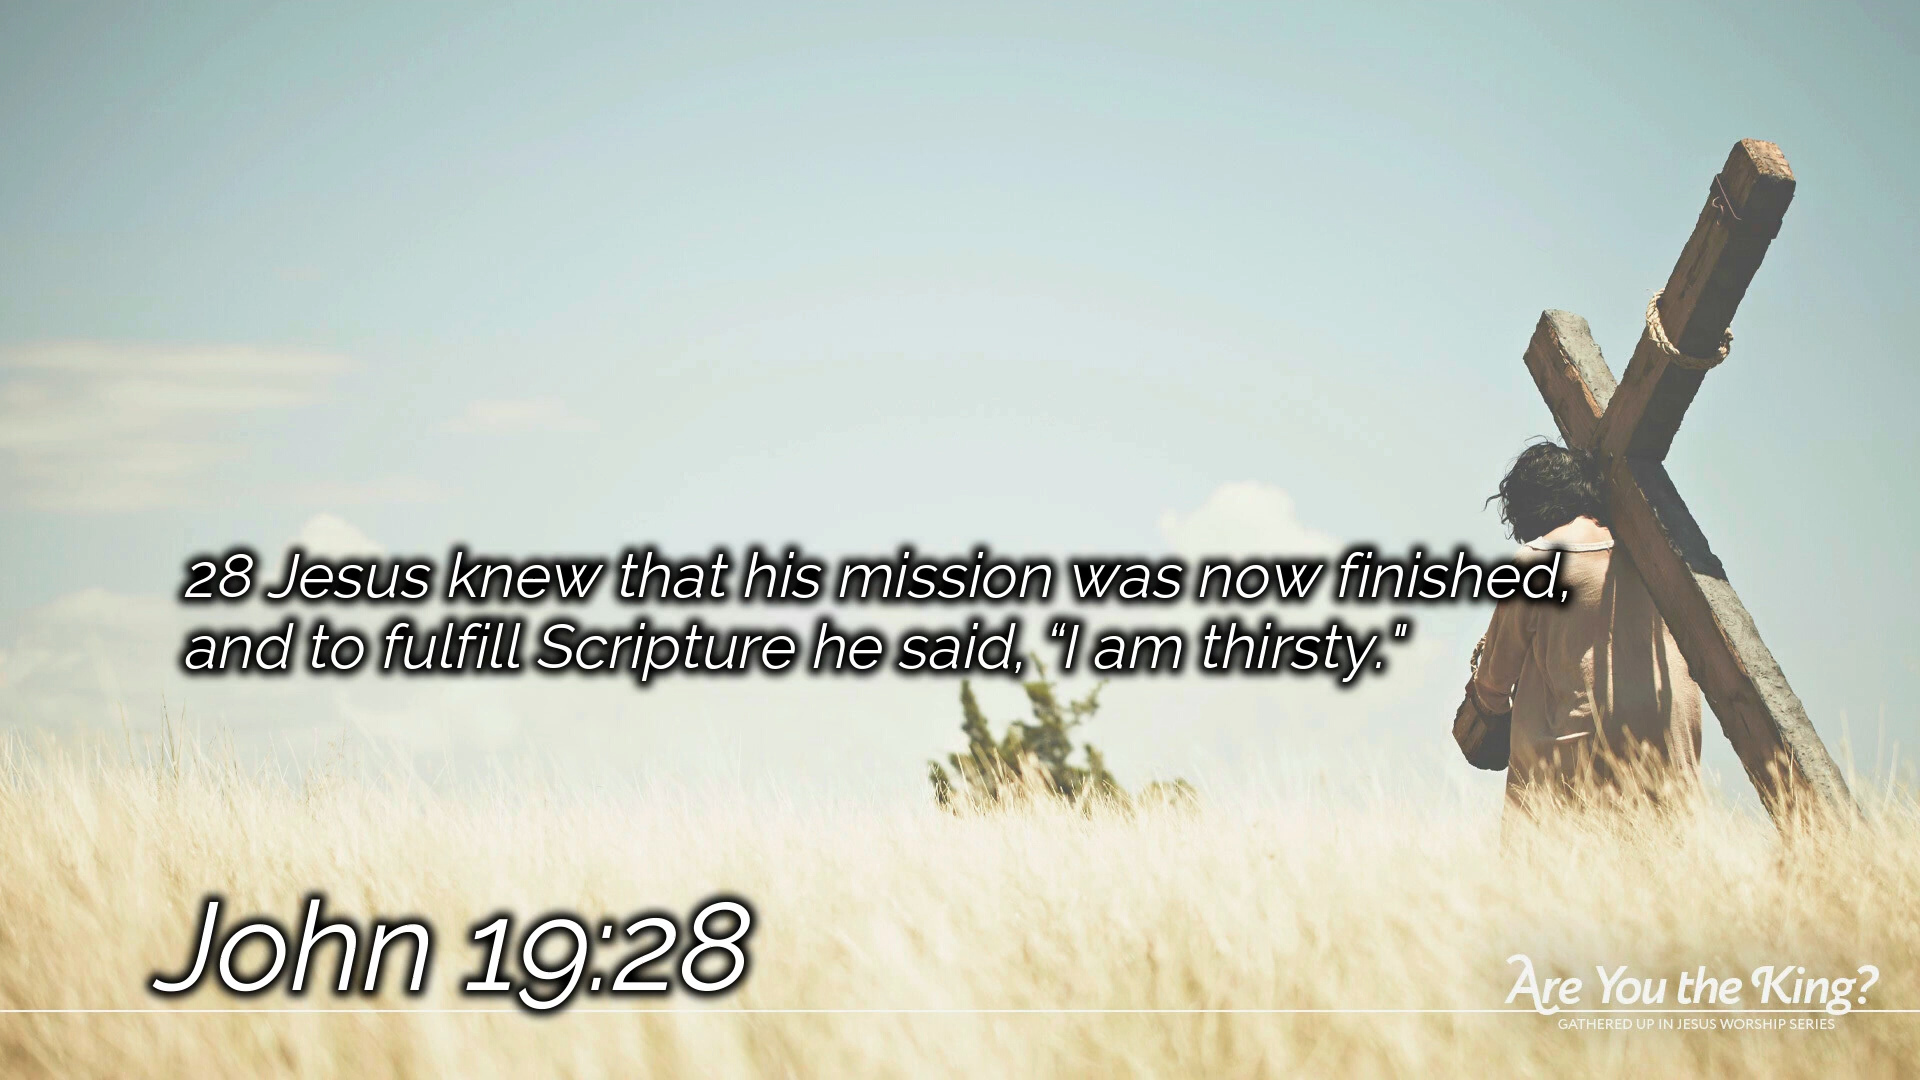 28 Jesus knew that his mission was now finished,
and to fulfill Scripture he said, “I am thirsty."
John 19:28
Are You the King?
GATHERED UP IN JESUS WORSHIP SERIES